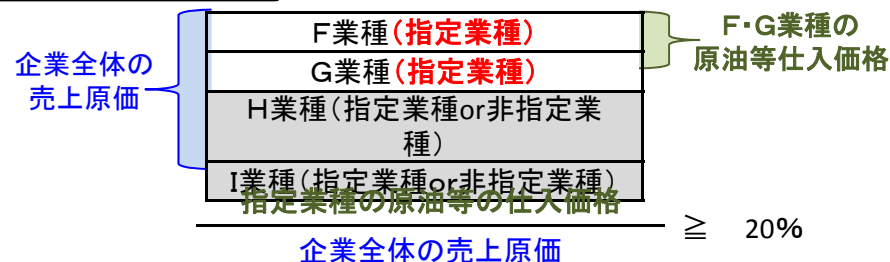 F業種(指定業種)
G業種(指定業種)
H業種(指定業種or非指定業
種)
I業種(指定業種or非指定業種)
企業全体の
売上原価
F・G業種の
原油等仕入価格
指定業種の原油等の仕入価格
企業全体の売上原価
≧ 20%